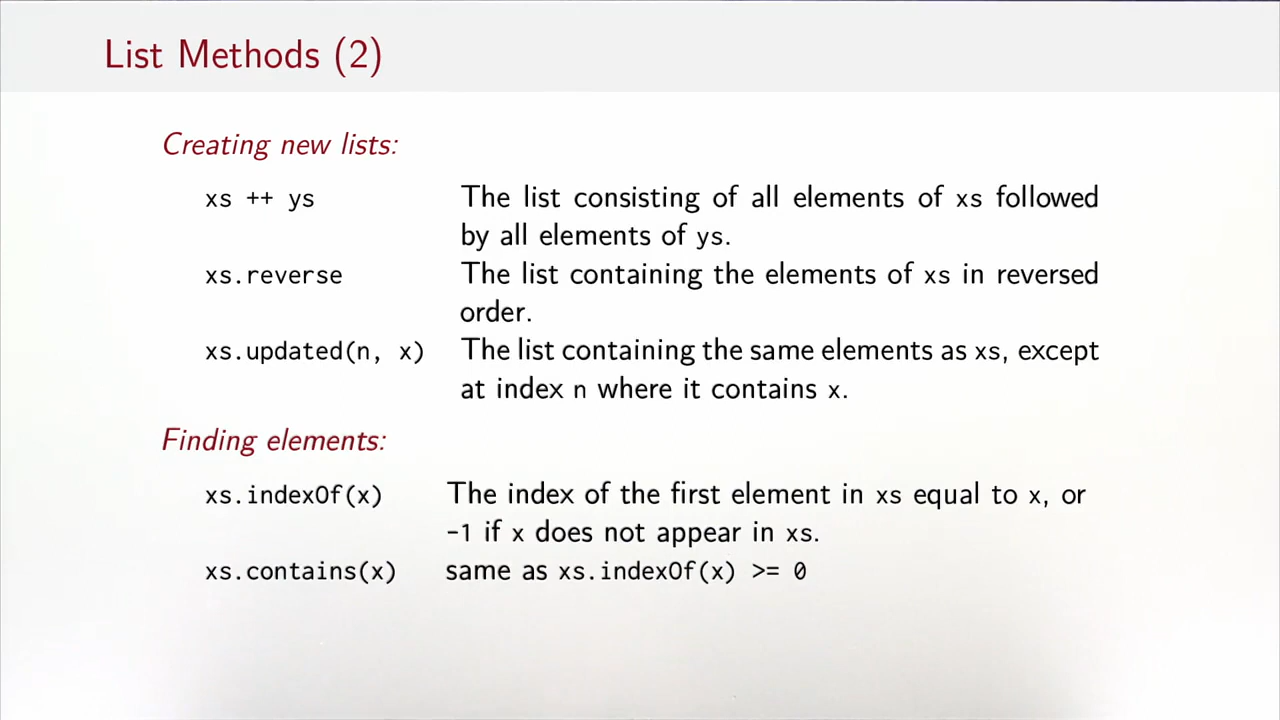 List Methods (2)
Creating new lists:
xs ++ ys The list consisting of all elements of xs followed
by all elements of ys.
xs.reverse The list containing the elements of xs in reversed
order.
xs.updated(n, x) The list containing the same elements as xs, except
at index n where it contains x.
Finding elements:
xs.indexOf(x) The index of the first element in xs equal to x, or
-1 if x does not appear in xs.
xs.contains(x) same as xs.indexOf(x) >= 0